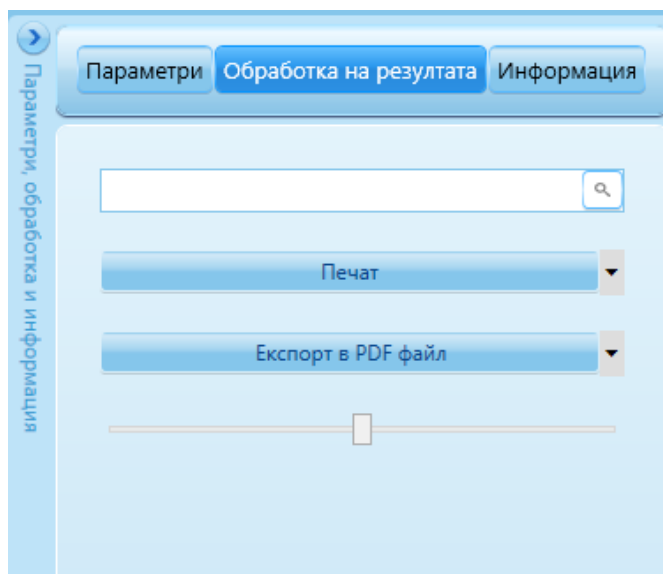 Параметри, обработка и информация
Параметри Обработка на резултата Информация
Печат
Експорт в PDF файл